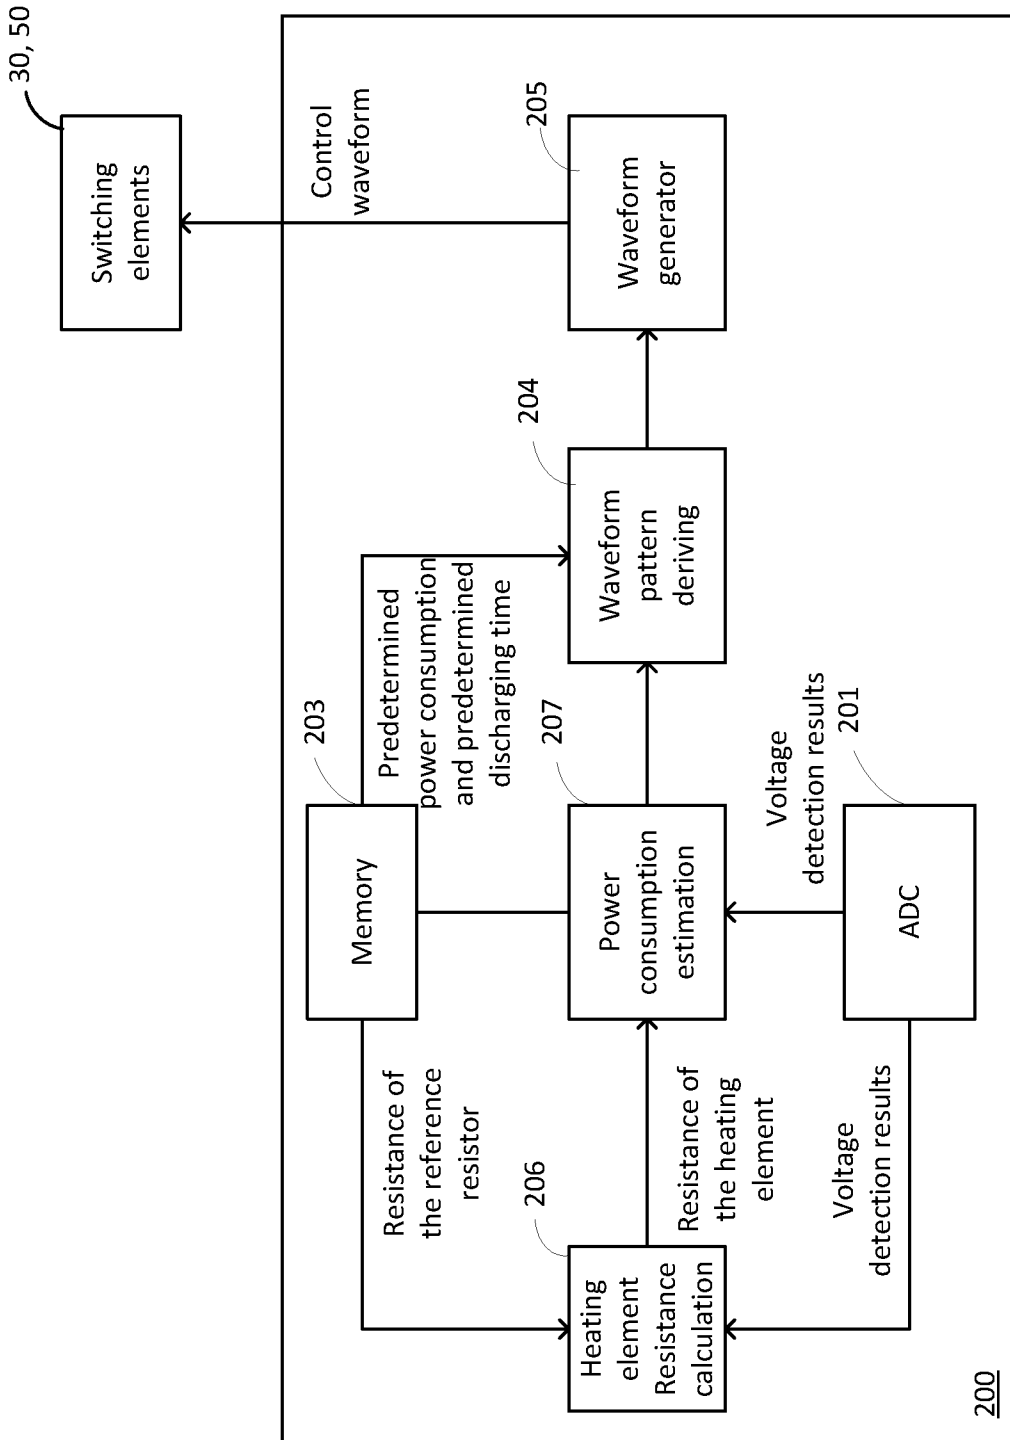 30, 50
Switching
elements
Control
waveform
205
Waveform
generator
204
Waveform
pattern
deriving
Predetermined
power consumption
and predetermined
discharging time
203
Memory
207
Power
consumption
estimation
Voltage
detection results
201
ADC
Resistance of
the reference
resistor
206
Heating
element
Resistance
calculation
Resistance of
the heating
element
Voltage
detection results
200